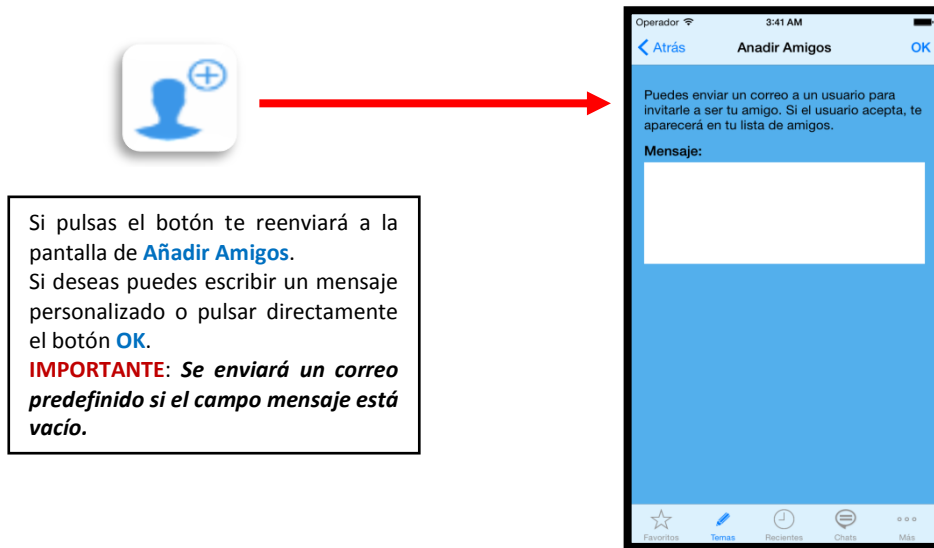 Operador 3:41 AM
Atrás Anadir Amigos OK
Puedes enviar un correo a un usuario para
invitarle a ser tu amigo. Si el usuario acepta, te
aparecerá en tu lista de amigos.
Mensaje:
Si pulsas el botón te reenviará a la
pantalla de Añadir Amigos.
Si deseas puedes escribir un mensaje
personalizado o pulsar directamente
el botón OK.
IMPORTANTE: Se enviará un correo
predefinido si el campo mensaje está
vacío.
Favoritos Temas Recientes Chats Más